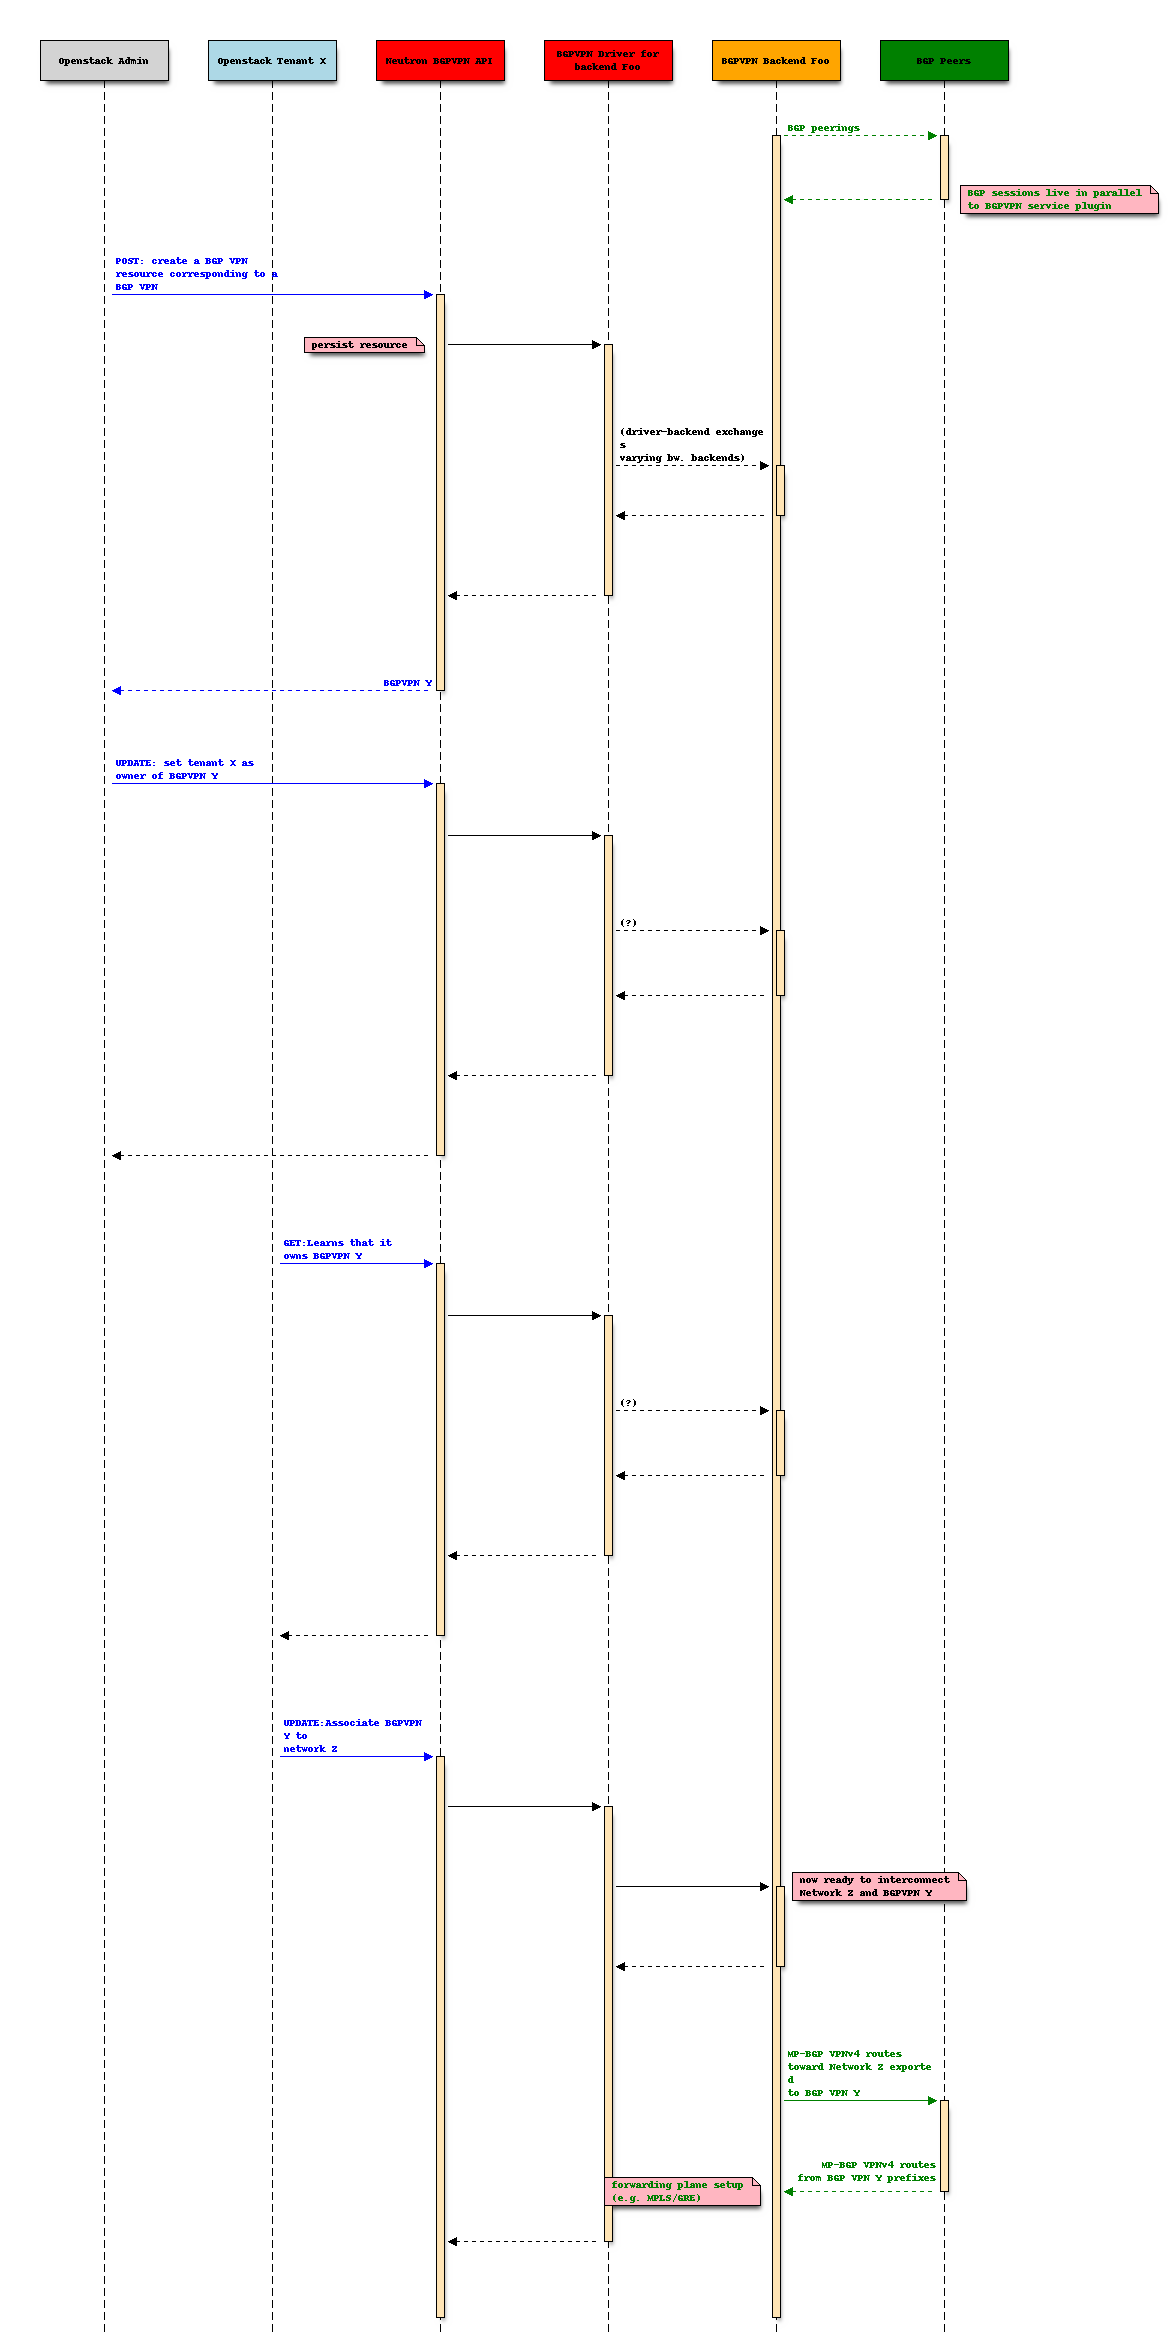 Openstack Admin
Openstack Tenant X
Neutron BGPVPN API
BGPVPN Driver for
backend Foo
BGPVPN Backend Foo
BGP Peers
BGP peerings
BGP sessions live in parallel
to BGPVPN service plugin
POST: create a BGP VPN
resource corresponding to a
BGP VPN
persist resource
(driver-backend exchange
s
varying bw. backends)
BGPVPN Y
UPDATE: set tenant X as
owner of BGPVPN Y
(?)
GET:Learns that it
owns BGPVPN Y
(?)
UPDATE:Associate BGPVPN
Y to
network Z
now ready to interconnect
Network Z and BGPVPN Y
MP-BGP VPNv4 routes
toward Network Z exporte
d
to BGP VPN Y
MP-BGP VPNv4 routes
from BGP VPN Y prefixes
forwarding plane setup
(e.g. MPLS/GRE)